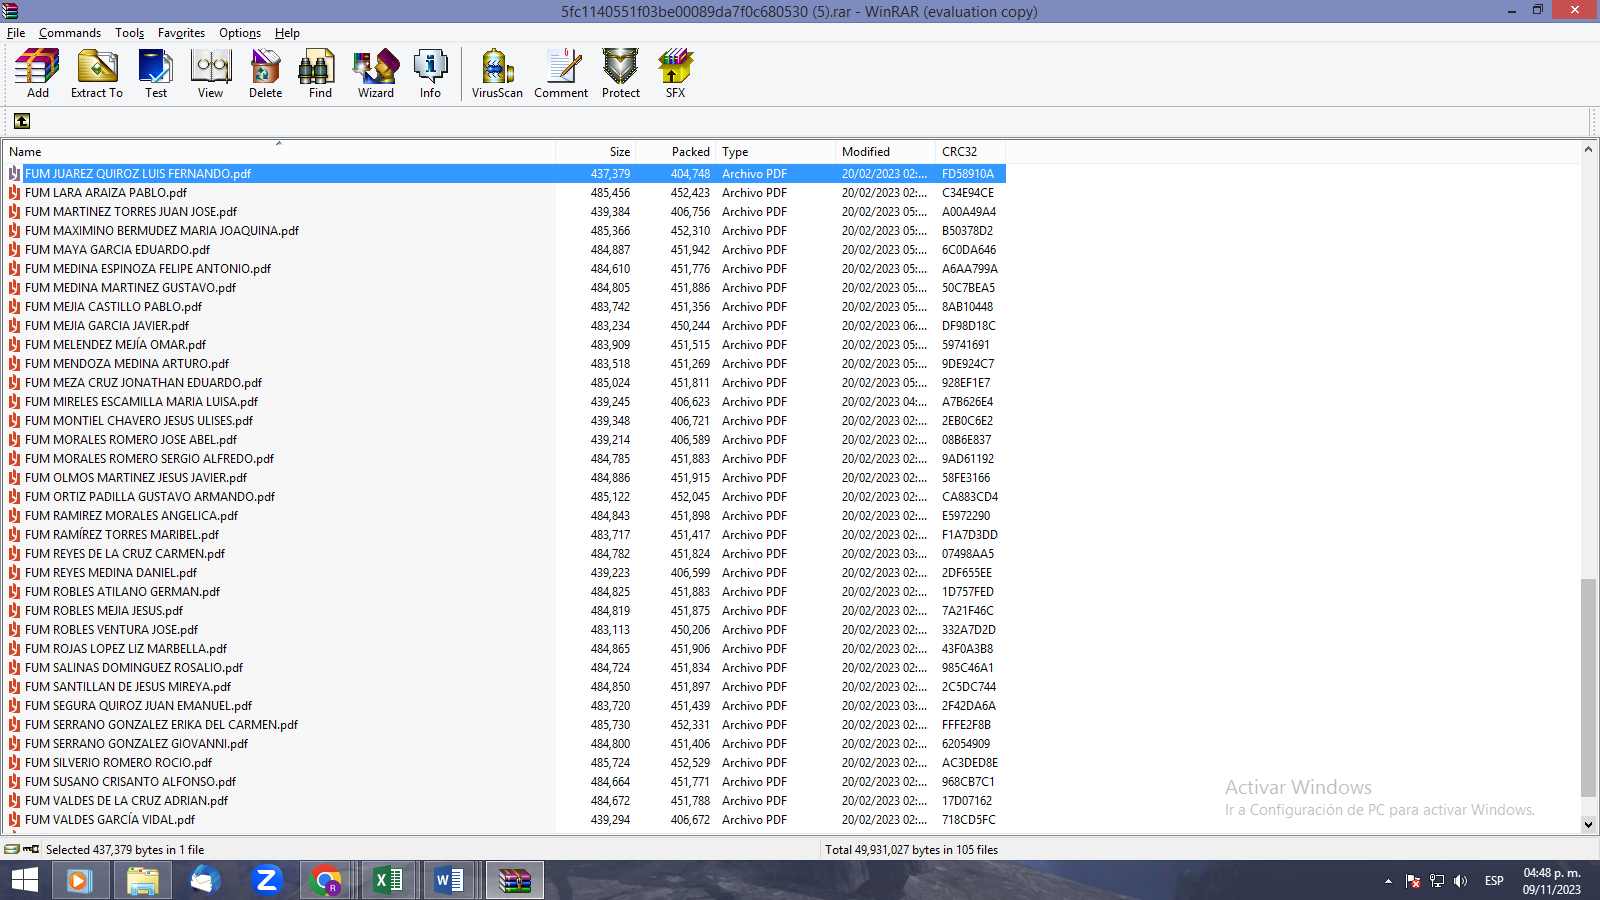 5fc1140551f03be00089da7f0c680530 (5).rar - WinRAR (evaluation copy)
File Commands Tools Favorites Options Help
Add Extract To Test View Delete Find Wizard Info VirusScan Comment Protect SFX
Name Size Packed Type Modified CRC32
FUM JUAREZ QUIROZ LUIS FERNANDO.pdf 437,379 404,748 Archivo PDF 20/02/2023 02:... FD58910A
FUM LARA ARAIZA PABLO.pdf 485,456 452,423 Archivo PDF 20/02/2023 02:... C34E94CE
FUM MARTINEZ TORRES JUAN JOSE.pdf 439,384 406,756 Archivo PDF 20/02/2023 05:... A00A49A4
FUM MAXIMINO BERMUDEZ MARIA JOAQUINA.pdf 485,366 452,310 Archivo PDF 20/02/2023 05:... B50378D2
FUM MAYA GARCIA EDUARDO.pdf 484,887 451,942 Archivo PDF 20/02/2023 05:... 6C0DA646
FUM MEDINA ESPINOZA FELIPE ANTONIO.pdf 484,610 451,776 Archivo PDF 20/02/2023 05:... A6AA799A
FUM MEDINA MARTINEZ GUSTAVO.pdf 484,805 451,886 Archivo PDF 20/02/2023 05:... 50C7BEA5
FUM MEJIA CASTILLO PABLO.pdf 483,742 451,356 Archivo PDF 20/02/2023 05:... 8AB10448
FUM MEJIA GARCIA JAVIER.pdf 483,234 450,244 Archivo PDF 20/02/2023 06:... DF98D18C
FUM MELENDEZ MEJÍA OMAR.pdf 483,909 451,515 Archivo PDF 20/02/2023 05:... 59741691
FUM MENDOZA MEDINA ARTURO.pdf 483,518 451,269 Archivo PDF 20/02/2023 05:... 9DE924C7
FUM MEZA CRUZ JONATHAN EDUARDO.pdf 485,024 451,811 Archivo PDF 20/02/2023 05:... 928EF1E7
FUM MIRELES ESCAMILLA MARIA LUISA.pdf 439,245 406,623 Archivo PDF 20/02/2023 04:... A7B626E4
FUM MONTIEL CHAVERO JESUS ULISES.pdf 439,348 406,721 Archivo PDF 20/02/2023 02:... 2EB0C6E2
FUM MORALES ROMERO JOSE ABEL.pdf 439,214 406,589 Archivo PDF 20/02/2023 02:... 08B6E837
FUM MORALES ROMERO SERGIO ALFREDO.pdf 484,785 451,883 Archivo PDF 20/02/2023 02:... 9AD61192
FUM OLMOS MARTINEZ JESUS JAVIER.pdf 484,886 451,915 Archivo PDF 20/02/2023 02:... 58FE3166
FUM ORTIZ PADILLA GUSTAVO ARMANDO.pdf 485,122 452,045 Archivo PDF 20/02/2023 02:... CA883CD4
FUM RAMIREZ MORALES ANGELICA.pdf 484,843 451,898 Archivo PDF 20/02/2023 02:... E5972290
FUM RAMÍREZ TORRES MARIBEL.pdf 483,717 451,417 Archivo PDF 20/02/2023 02:... F1A7D3DD
FUM REYES DE LA CRUZ CARMEN.pdf 484,782 451,824 Archivo PDF 20/02/2023 03:... 07498AA5
FUM REYES MEDINA DANIEL.pdf 439,223 406,599 Archivo PDF 20/02/2023 02:... 2DF655EE
FUM ROBLES ATILANO GERMAN.pdf 484,825 451,883 Archivo PDF 20/02/2023 02:... 1D757FED
FUM ROBLES MEJIA JESUS.pdf 484,819 451,875 Archivo PDF 20/02/2023 02:... 7A21F46C
FUM ROBLES VENTURA JOSE.pdf 483,113 450,206 Archivo PDF 20/02/2023 02:... 332A7D2D
FUM ROJAS LOPEZ LIZ MARBELLA.pdf 484,865 451,906 Archivo PDF 20/02/2023 02:... 43F0A3B8
FUM SALINAS DOMINGUEZ ROSALIO.pdf 484,724 451,834 Archivo PDF 20/02/2023 02:... 985C46A1
FUM SANTILLAN DE JESUS MIREYA.pdf 484,850 451,897 Archivo PDF 20/02/2023 02:... 2C5DC744
FUM SEGURA QUIROZ JUAN EMANUEL.pdf 483,720 451,439 Archivo PDF 20/02/2023 03:... 2F42DA6A
FUM SERRANO GONZALEZ ERIKA DEL CARMEN.pdf 485,730 452,331 Archivo PDF 20/02/2023 02:... FFFE2F8B
FUM SERRANO GONZALEZ GIOVANNI.pdf 484,800 451,406 Archivo PDF 20/02/2023 02:... 62054909
FUM SILVERIO ROMERO ROCIO.pdf 485,724 452,529 Archivo PDF 20/02/2023 02:... AC3DED8E
FUM SUSANO CRISANTO ALFONSO.pdf 484,664 451,771 Archivo PDF 20/02/2023 02:... 968CB7C1
FUM VALDES DE LA CRUZ ADRIAN.pdf 484,672 451,788 Archivo PDF 20/02/2023 02:... 17D07162
FUM VALDES GARCÍA VIDAL.pdf 439,294 406,672 Archivo PDF 20/02/2023 02:... 718CD5FC
Activar Windows
Ir a Configuración de PC para activar Windows.
Selected 437,379 bytes in 1 file Total 49,931,027 bytes in 105 files
ESP 04:48 p. m.
09/11/2023